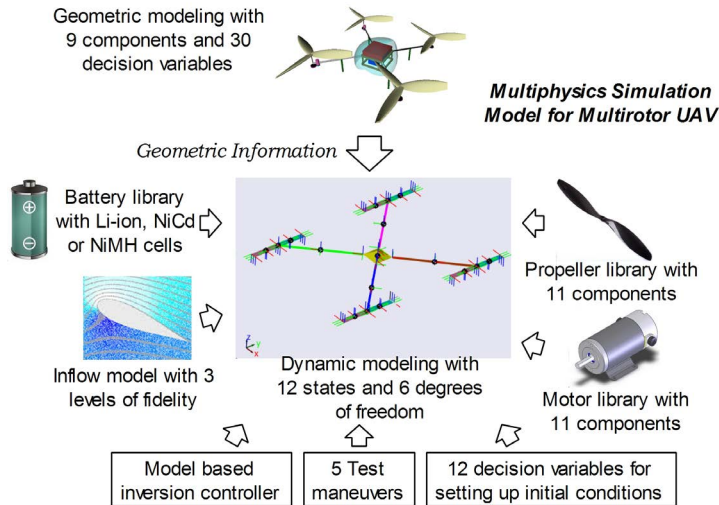 Geometric modeling with
9 components and 30
decision variables
Multiphysics Simulation
Model for Multirotor UAV
Geometric Information
Battery library
with Li-ion, NiCd
or NiMH cells
Propeller library with
11 components
Inflow model with 3
levels of fidelity
z
y
x
Dynamic modeling with
12 states and 6 degrees
of freedom
Motor library with
11 components
Model based
inversion controller
5 Test
maneuvers
12 decision variables for
setting up initial conditions